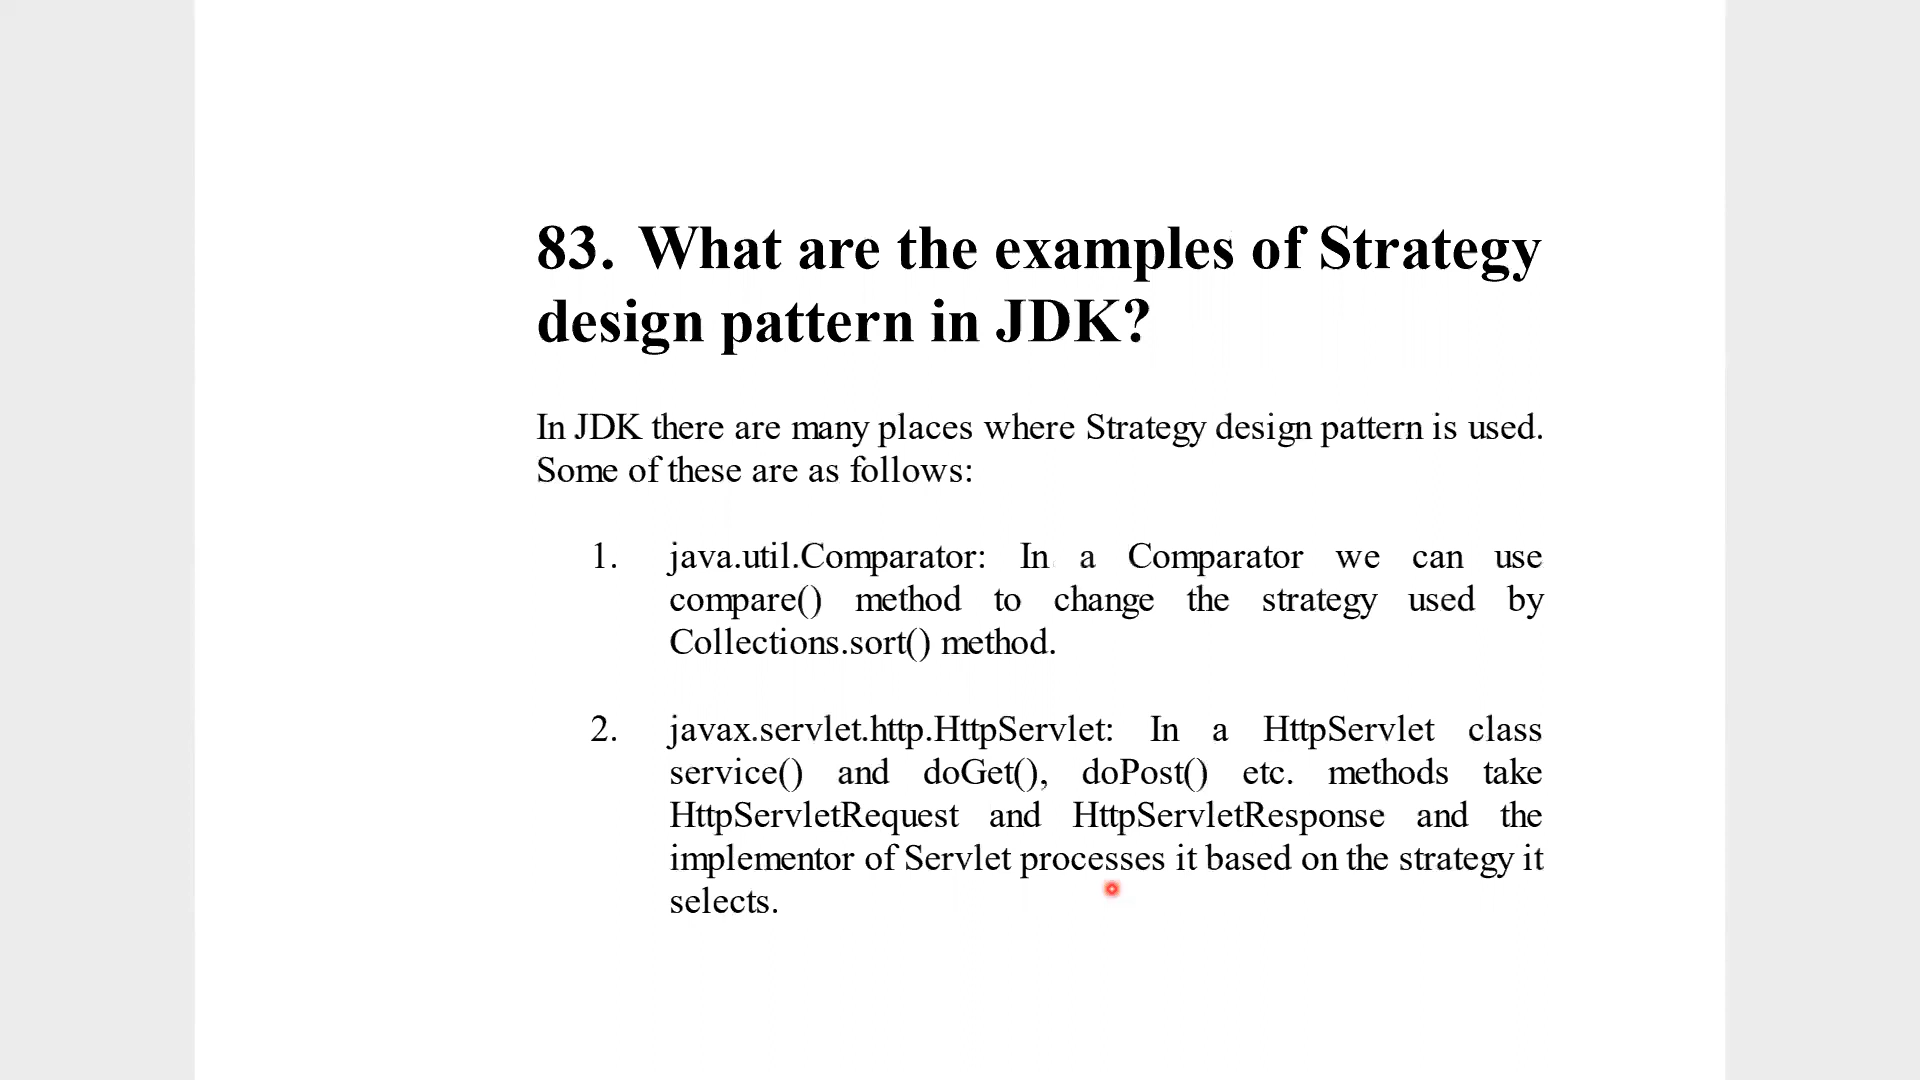 83. What are the examples of Strategy
design pattern in JDK?
In JDK there are many places where Strategy design pattern is used.
Some of these are as follows:
1. java.util.Comparator: In a Comparator we can use
compare() method to change the strategy used by
Collections.sort() method.
2. javax.servlet.http.HttpServlet: In a HttpServlet class
service() and doGet(), doPost() etc. methods take
HttpServletRequest and HttpServletResponse and the
implementor of Servlet processes it based on the strategy it
selects.